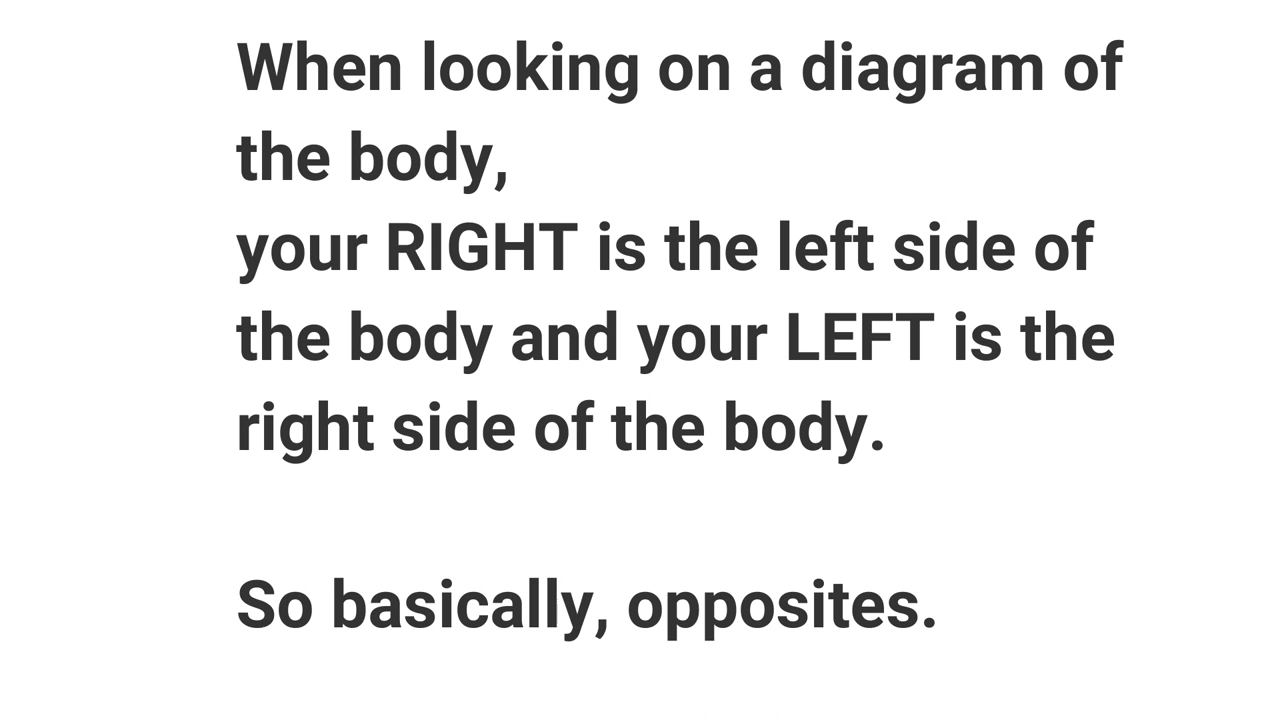 When looking on a diagram of
the body,
your RIGHT is the left side of
the body and your LEFT is the
right side of the body.
So basically, opposites.